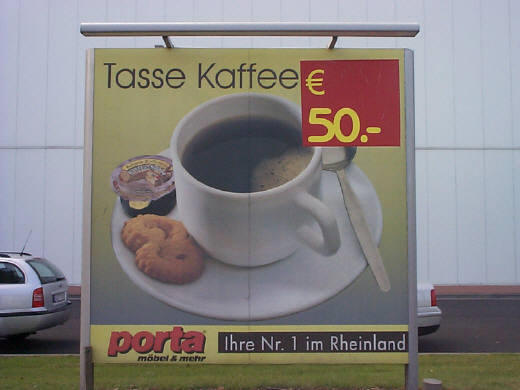 Tasse Kaffee €
50.-
porta
möbel & mehr
Ihre Nr. 1 im Rheinland